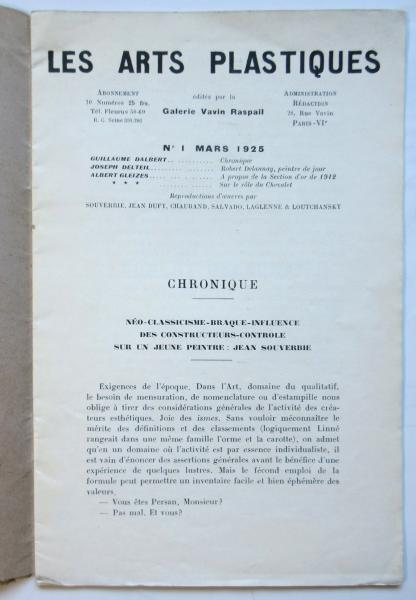 LES ARTS PLASTIQUES
ABONNEMENT
10 Numéros 25 frs.
Tél. Fleurus 50-69
R. C. Seine
éditée par la
Galerie Vavin Raspail
ADMINISTRATION
RÉDACTION
28, Rue Vavin
PARIS-VIe
N° 1 MARS 1925
GUILLAUME DALBERT .. .......... Chronique
JOSEPH DELTEIL .......... Robert Delaunay, peintre de jour
ALBERT GLEIZES .......... A propos de la Section d'or de 1912
* * * .......... Sur le rôle du Chevalet
Reproductions d'œuvres par
SOUVERBIE, JEAN DUFY, CHABAUD, SALVADO, LAGLENNE & LOUTCHANSKY
CHRONIQUE
NÉO-CLASSICISME-BRAQUE-INFLUENCE
DES CONSTRUCTEURS-CONTROLE
SUR UN JEUNE PEINTRE : JEAN SOUVERBIE
Exigences de l'époque. Dans l'Art, domaine du qualitatif,
le besoin de mensuration, de nomenclature ou d'estampille nous
oblige à tirer des considérations générales de l'activité des créa-
teurs esthétiques. Joie des ismes. Sans vouloir méconnaître le
mérite des définitions et des classements (logiquement Linné
rangeait dans une même famille l'orme et la carotte), on admet
qu'en un domaine où l'activité est par essence individualiste, il
est vain d'énoncer des assertions générales avant le bénéfice d'une
expérience de quelques lustres. Mais le fécond emploi de la
formule peut permettre un inventaire facile et bien éphémère des
valeurs.
— Vous êtes Persan, Monsieur ?
— Pas mal. Et vous ?